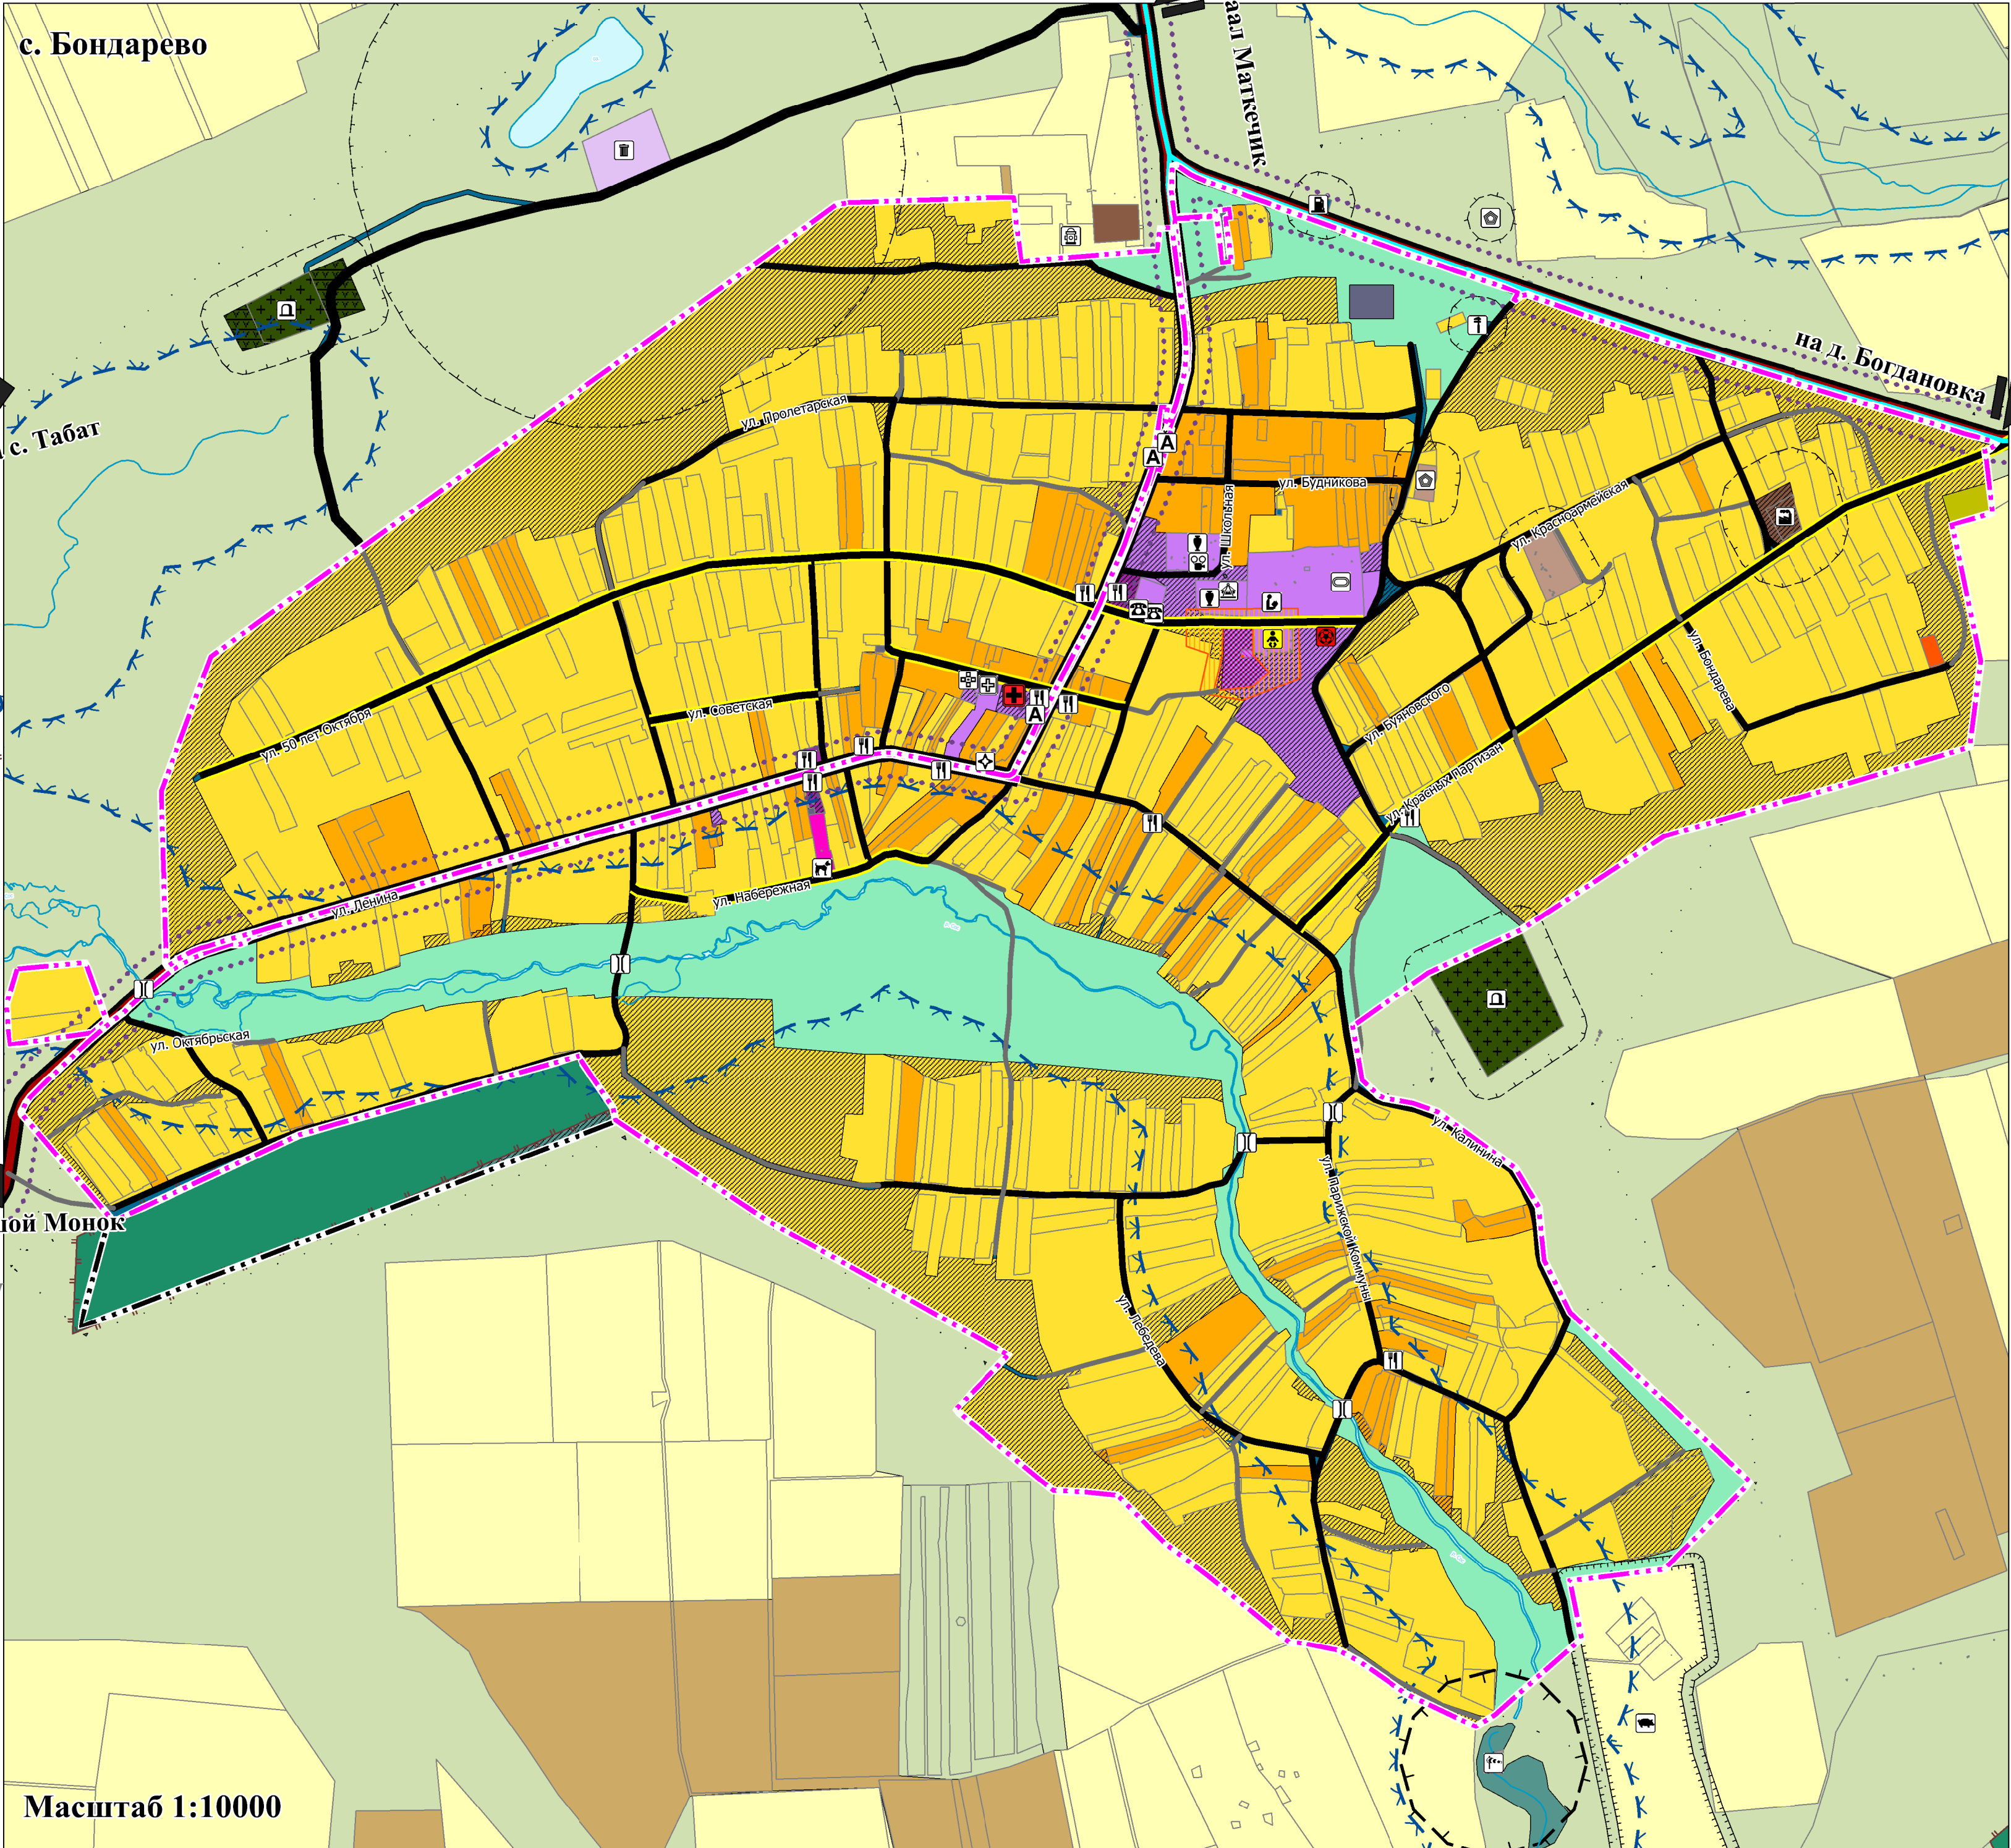 с. Бондарево
аал Маткечик
на д. Богдановка
с. Табат
ул. Пролетарская
ул. Будникова
ул. Школьная
ул. Красноармейская
ул. Бондарева
ул. 50 лет Октября
ул. Советская
ул. Буяновского
ул. Красных Партизан
ул. Ленина
ул. Набережная
ул. Октябрьская
ул. Калинина
ул. Парижской Коммуны
ул. Лебедева
шой Монок
А
А
А
Масштаб 1:10000